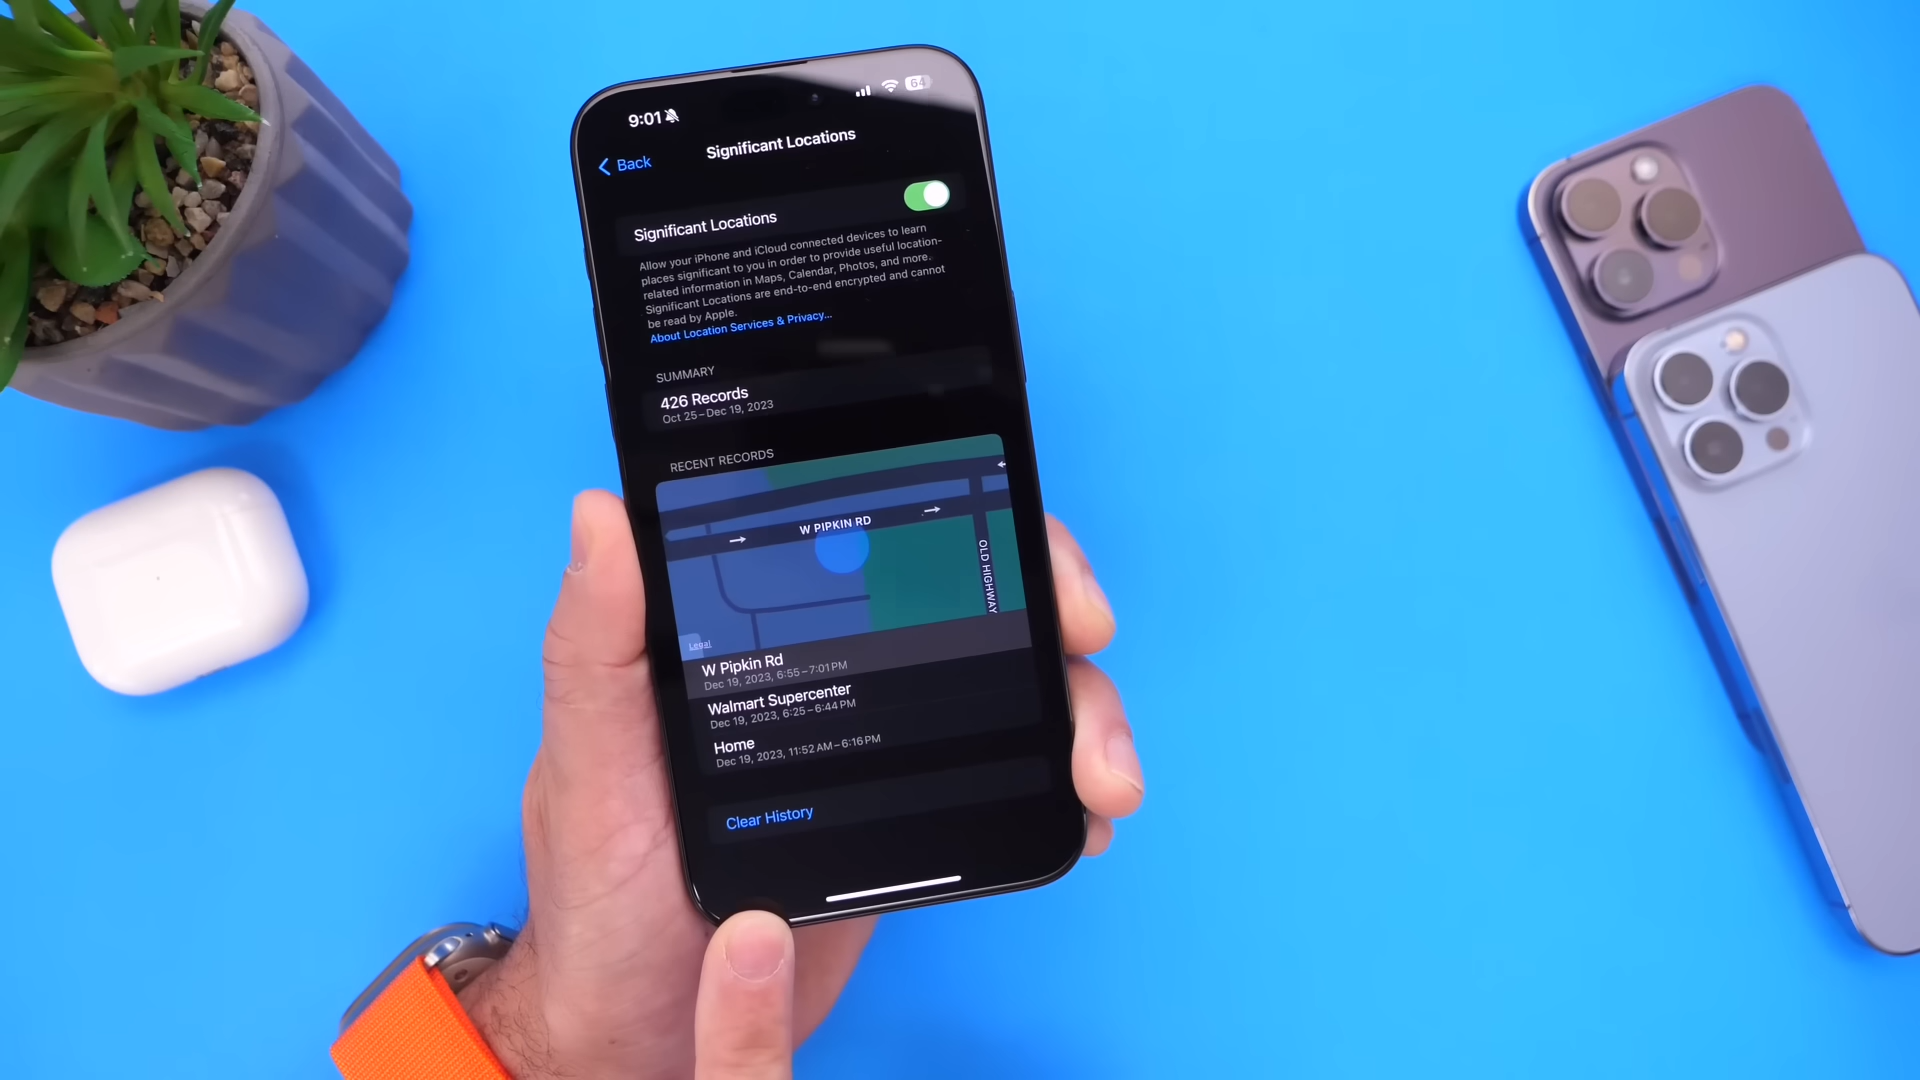 9:01
64
Back
Significant Locations
Significant Locations
Allow your iPhone and iCloud connected devices to learn
places significant to you in order to provide useful location-
related information in Maps, Calendar, Photos, and more.
Significant Locations are end-to-end encrypted and cannot
be read by Apple.
About Location Services & Privacy...
SUMMARY
426 Records
Oct 25–Dec 19, 2023
RECENT RECORDS
W PIPKIN RD
OLD HIGHWAY
Legal
W Pipkin Rd
Dec 19, 2023, 6:55–7:01 PM
Walmart Supercenter
Dec 19, 2023, 6:25–6:44 PM
Home
Dec 19, 2023, 11:52 AM–6:16 PM
Clear History